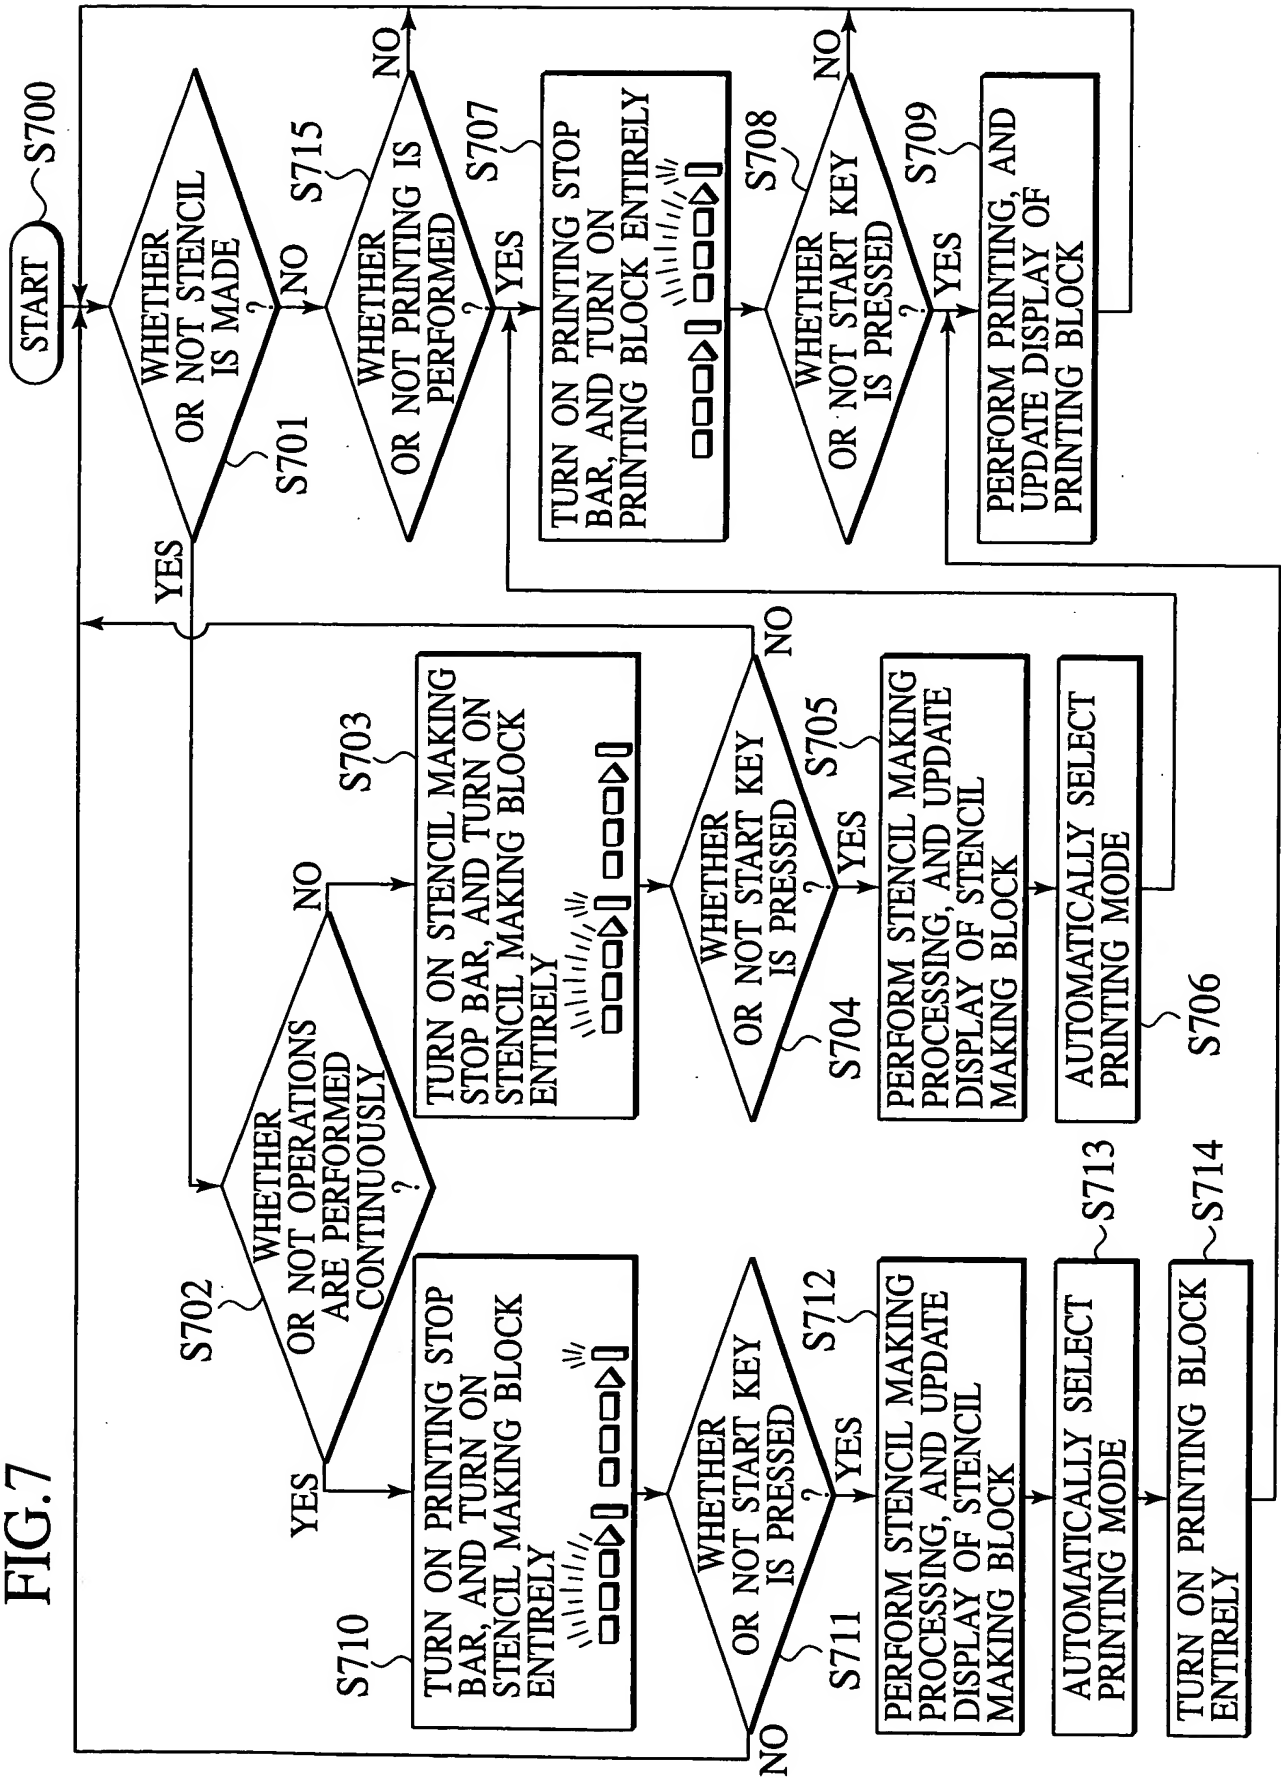 FIG.7
START
S700
WHETHER
OR NOT STENCIL
IS MADE
?
S701
YES
NO
WHETHER
OR NOT PRINTING IS
PERFORMED
?
S715
NO
YES
TURN ON PRINTING STOP
BAR, AND TURN ON
PRINTING BLOCK ENTIRELY
S707
WHETHER
OR NOT START KEY
IS PRESSED
?
S708
NO
YES
PERFORM PRINTING, AND
UPDATE DISPLAY OF
PRINTING BLOCK
S709
WHETHER
OR NOT OPERATIONS
ARE PERFORMED
CONTINUOUSLY
?
S702
YES
NO
TURN ON STENCIL MAKING
STOP BAR, AND TURN ON
STENCIL MAKING BLOCK
ENTIRELY
S703
WHETHER
OR NOT START KEY
IS PRESSED
?
S704
NO
YES
PERFORM STENCIL MAKING
PROCESSING, AND UPDATE
DISPLAY OF STENCIL
MAKING BLOCK
S705
AUTOMATICALLY SELECT
PRINTING MODE
S706
TURN ON PRINTING STOP
BAR, AND TURN ON
STENCIL MAKING BLOCK
ENTIRELY
S710
WHETHER
OR NOT START KEY
IS PRESSED
?
S711
NO
YES
PERFORM STENCIL MAKING
PROCESSING, AND UPDATE
DISPLAY OF STENCIL
MAKING BLOCK
S712
AUTOMATICALLY SELECT
PRINTING MODE
S713
TURN ON PRINTING BLOCK
ENTIRELY
S714